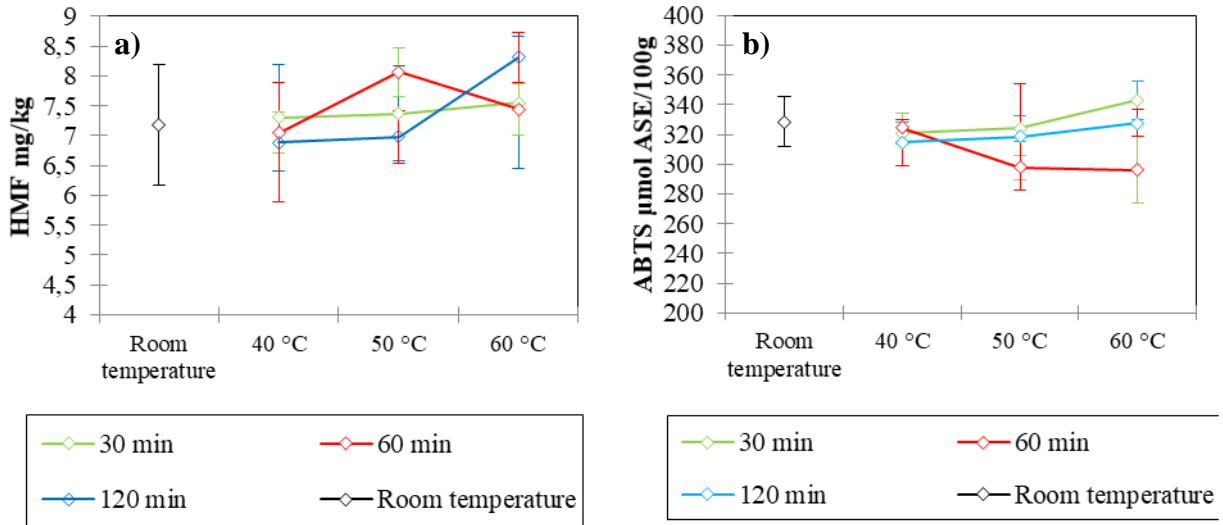 a)
HMF mg/kg
9
8,5
8
7,5
7
6,5
6
5,5
5
4,5
4
Room
temperature
40 °C
50 °C
60 °C
30 min
60 min
120 min
Room temperature
b)
ABTS µmol ASE/100g
400
380
360
340
320
300
280
260
240
220
200
Room
temperature
40 °C
50 °C
60 °C
30 min
60 min
120 min
Room temperature